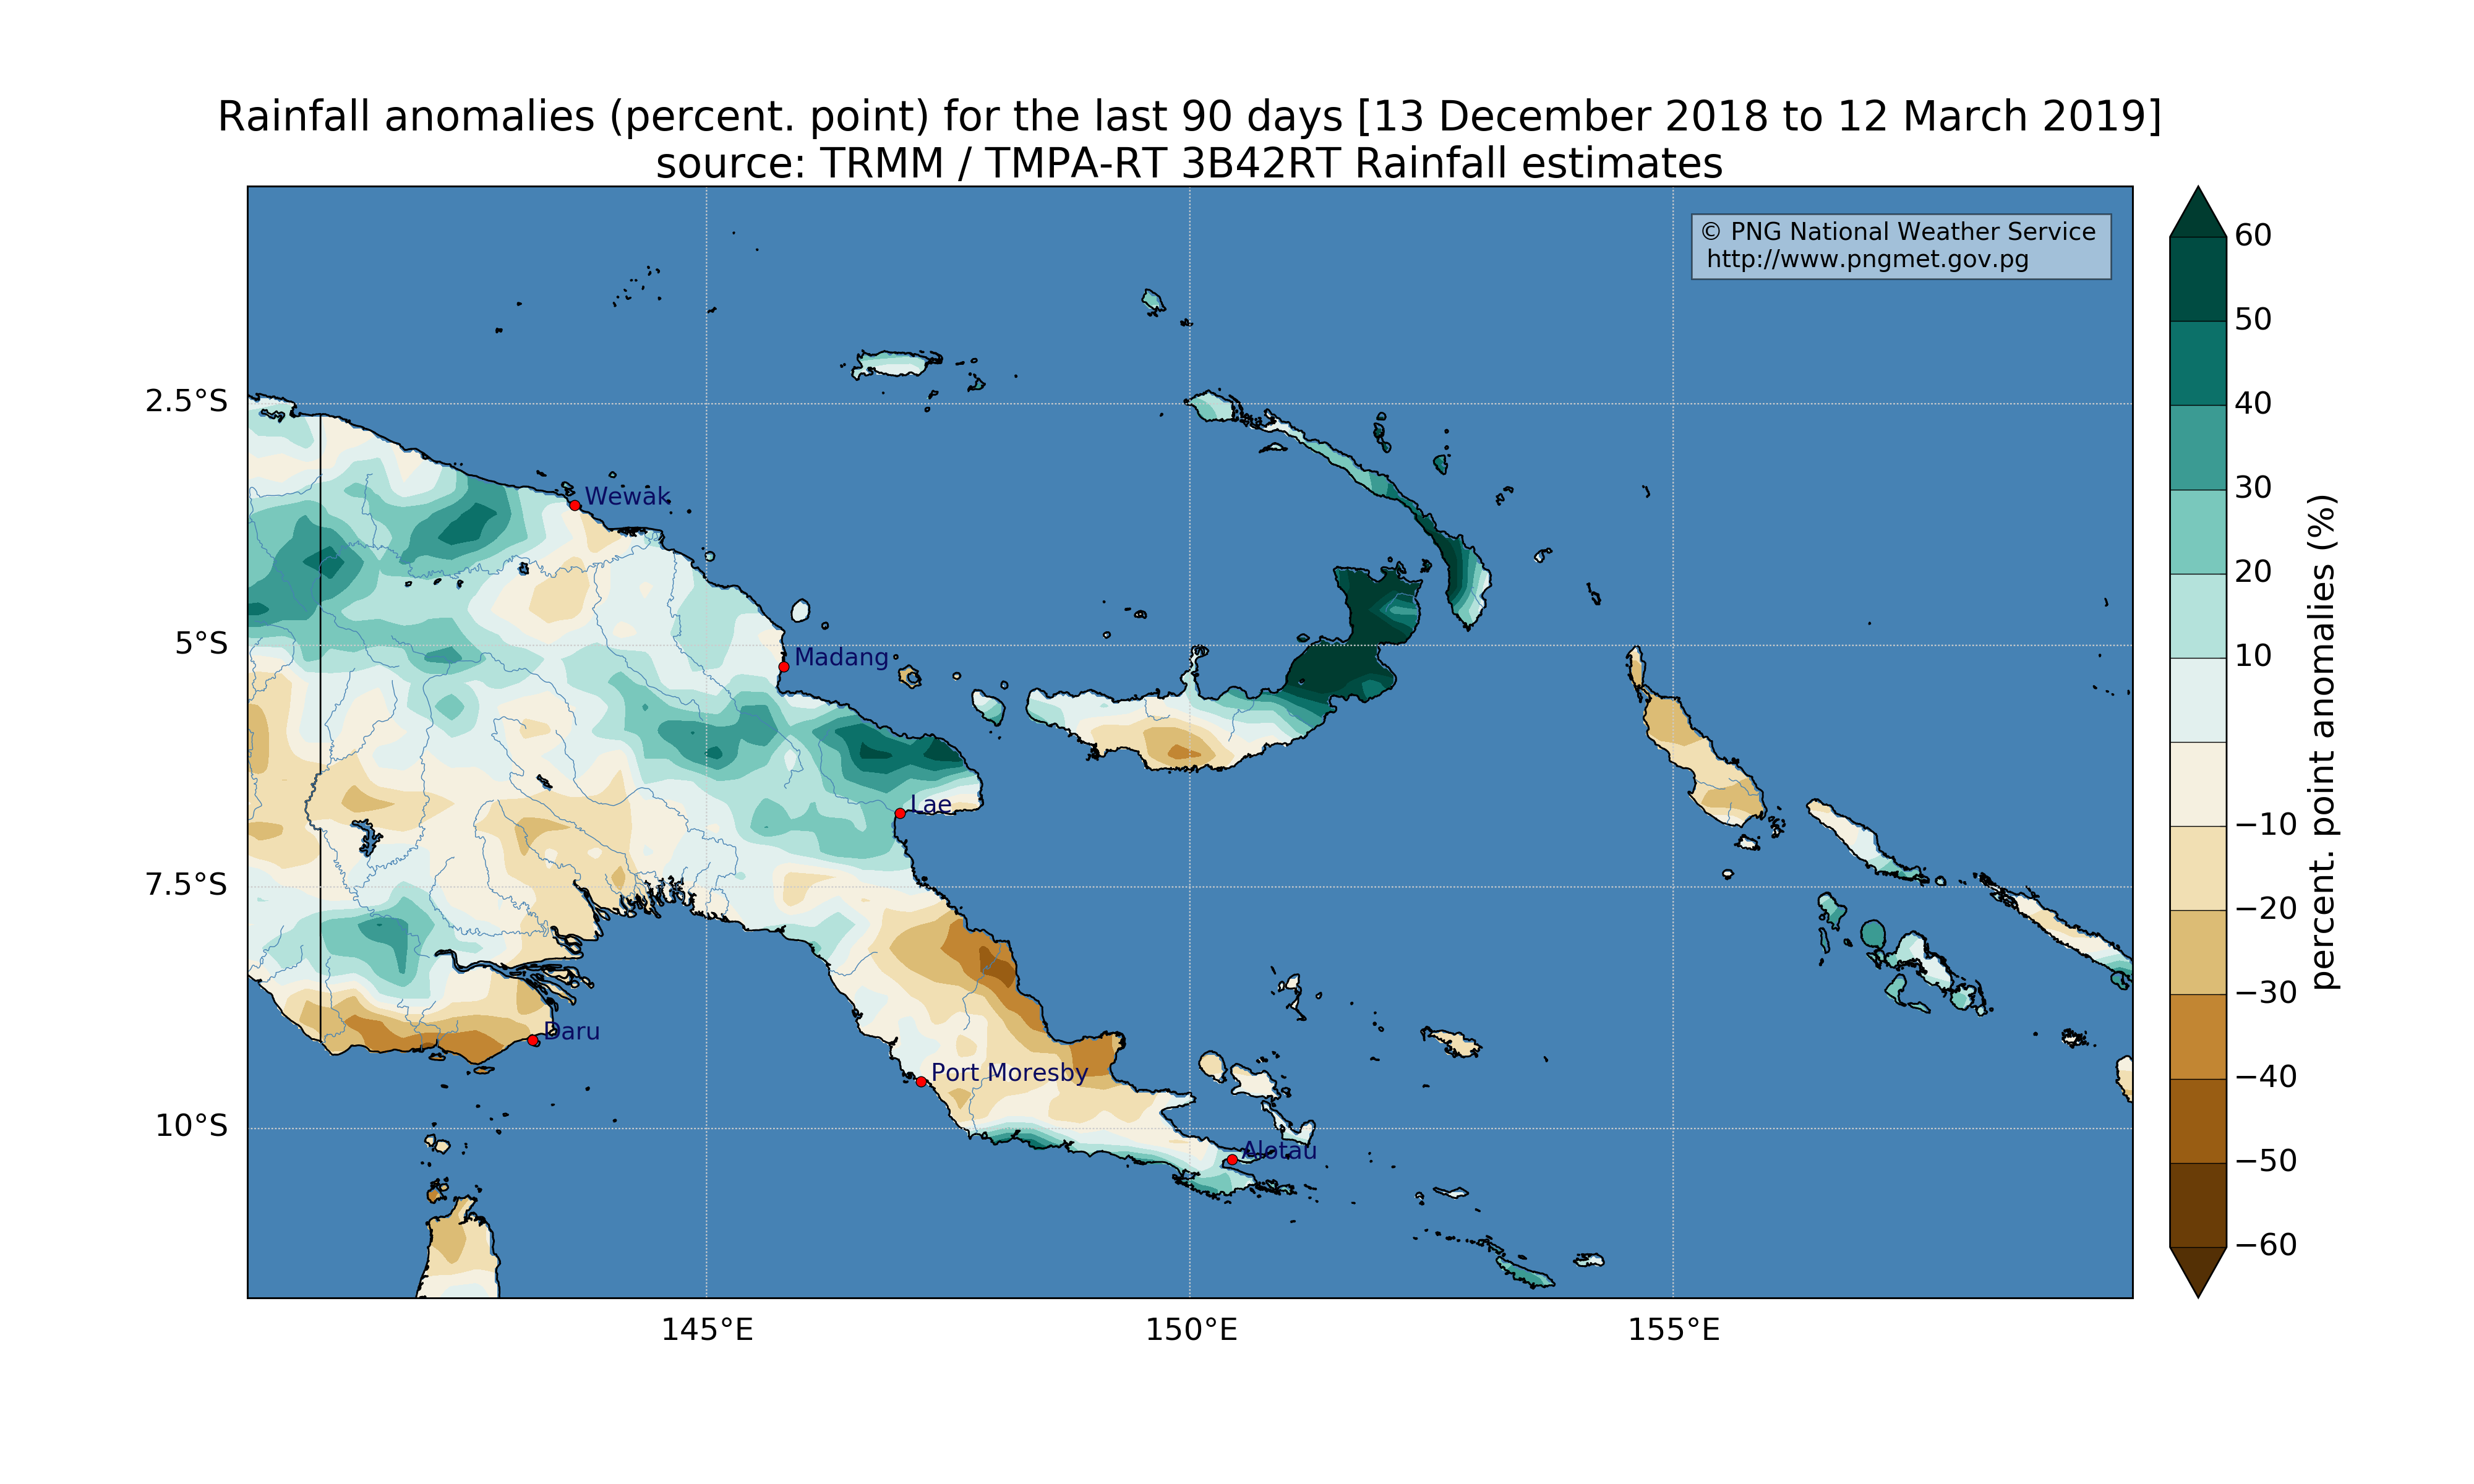 Rainfall anomalies (percent. point) for the last 90 days [13 December 2018 to 12 March 2019]
source: TRMM / TMPA-RT 3B42RT Rainfall estimates
© PNG National Weather Service
http://www.pngmet.gov.pg
2.5°S
5°S
7.5°S
10°S
Wewak
Madang
Lae
Daru
Port Moresby
Alotau
145°E
150°E
155°E
60
50
40
30
20
10
−10
−20
−30
−40
−50
−60
percent. point anomalies (%)